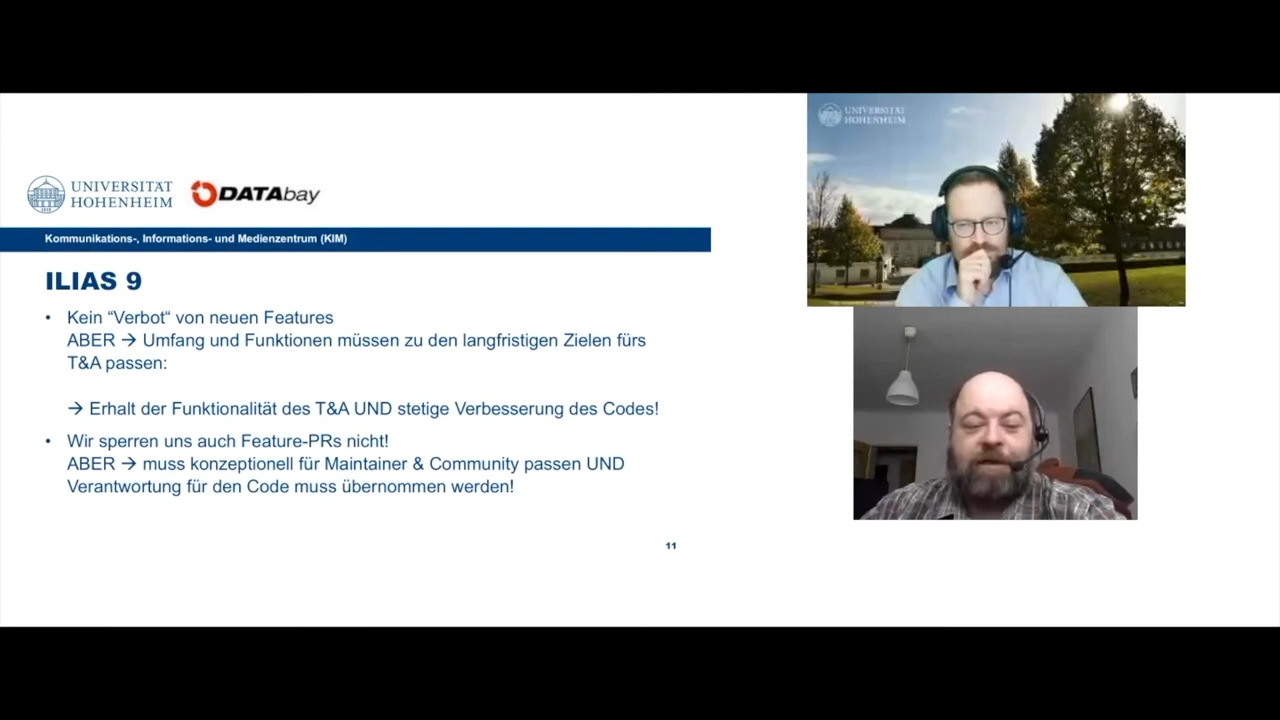 UNIVERSITÄT
HOHENHEIM
DATAbay
Kommunikations-, Informations- und Medienzentrum (KIM)
ILIAS 9
• Kein “Verbot“ von neuen Features
ABER → Umfang und Funktionen müssen zu den langfristigen Zielen fürs
T&A passen:
→ Erhalt der Funktionalität des T&A UND stetige Verbesserung des Codes!
• Wir sperren uns auch Feature-PRs nicht!
ABER → muss konzeptionell für Maintainer & Community passen UND
Verantwortung für den Code muss übernommen werden!
11
UNIVERSITÄT
HOHENHEIM